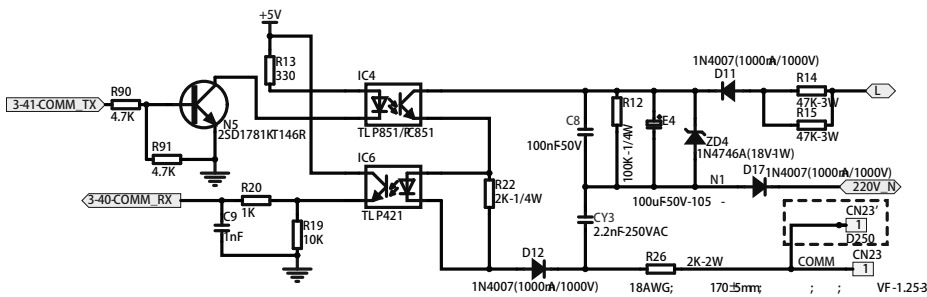 +5V
R13
330
IC4
TL P851/PC851
1N4007(1000mA/1000V)
D11
R14
47K-3W
R15
47K-3W
L
R90
4.7K
3-41-COMM_TX
N5
2SD1781KT146R
R91
4.7K
C8
100nF50V
R12
100K-1/4W
E4
ZD4
1N4746A(18V-1W)
IC6
TL P421
R22
2K-1/4W
N1
D17
1N4007(1000mA/1000V)
220V_N
100uF50V-105 -
3-40-COMM_RX
R20
1K
C9
1nF
R19
10K
CY3
2.2nF-250VAC
CN23'
1
D250
D12
1N4007(1000mA/1000V)
R26
2K-2W
COMM
CN23
1
18AWG; 170±5mm; ; ; VF-1.25-3